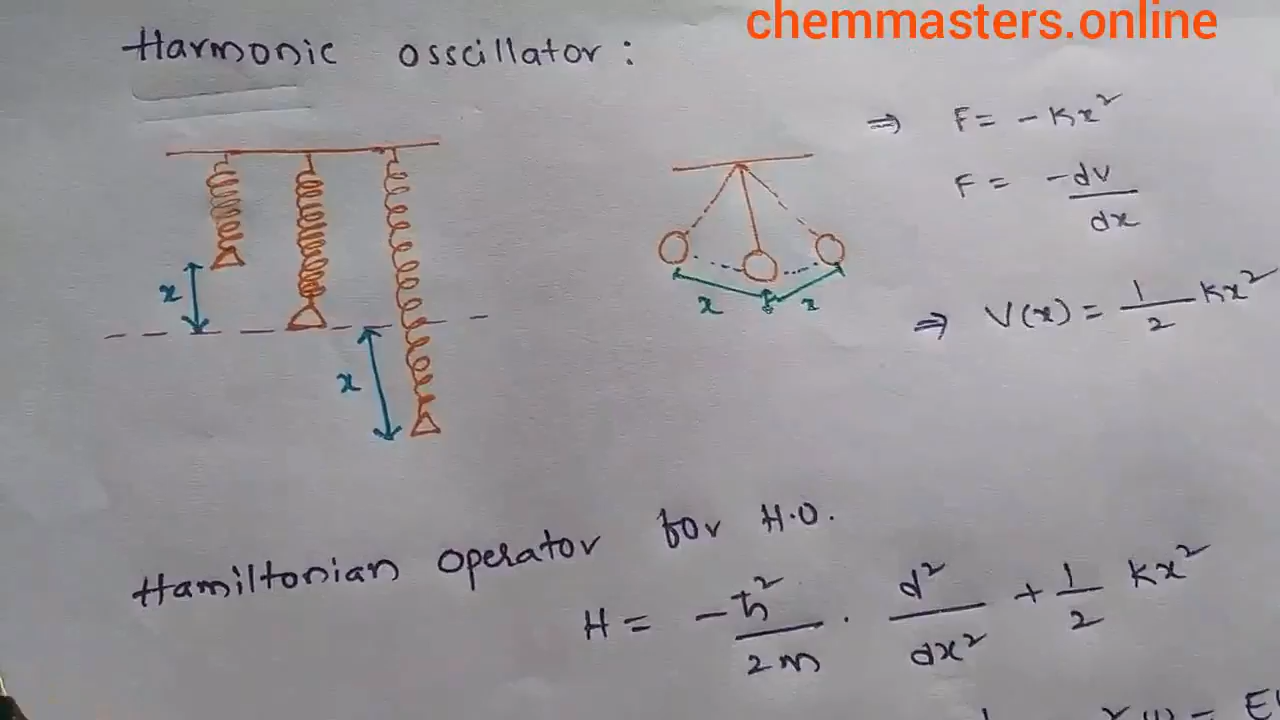 chemmasters.online
Harmonic osscillator :
⇒ F = - Kx²
F = -dv/dx
x
x
x x
⇒ V(x) = 1/2 Kx²
Hamiltonian operator for H.O.
H = -ħ²/2m · d²/dx² + 1/2 Kx²